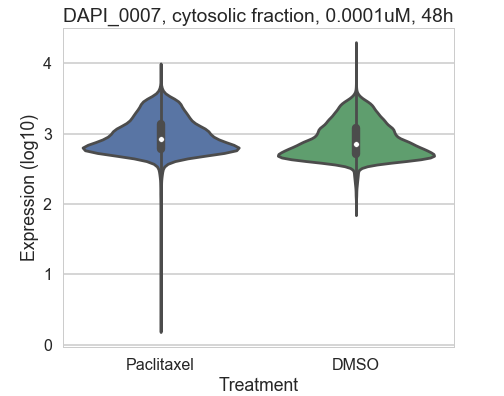 DAPI_0007, cytosolic fraction, 0.0001uM, 48h
4
3
2
1
0
Expression (log10)
Paclitaxel
DMSO
Treatment